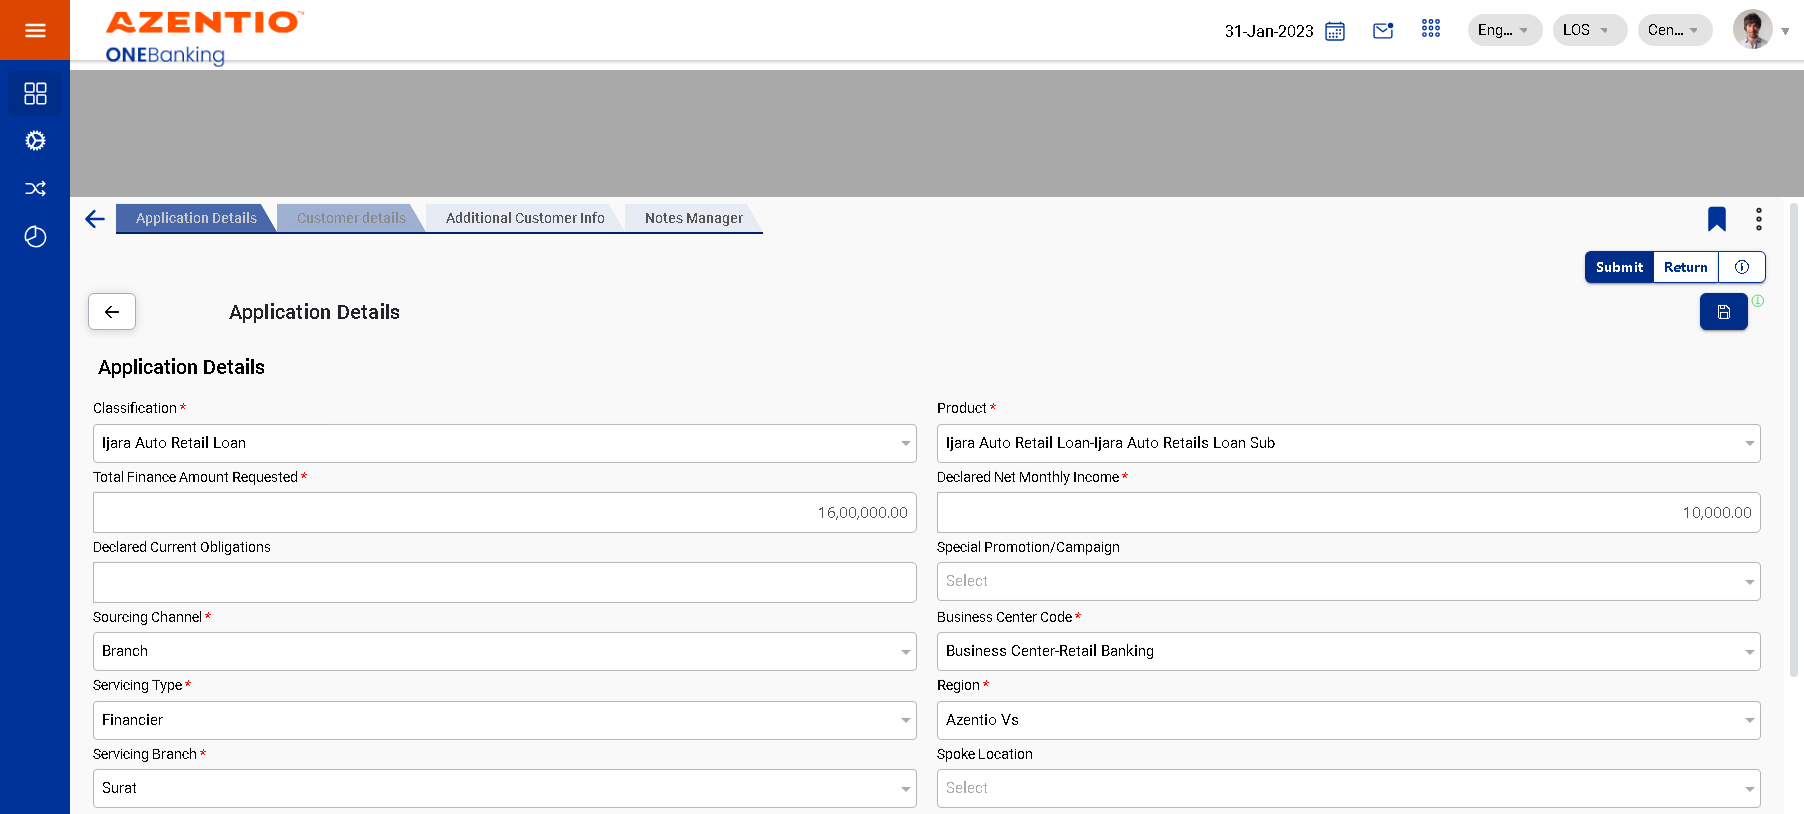 AZENTIO™
ONEBanking
31-Jan-2023
Eng...
LOS
Cen...
Application Details
Customer details
Additional Customer Info
Notes Manager
Submit
Return
Application Details
Application Details
Classification *
Product *
Ijara Auto Retail Loan
Ijara Auto Retail Loan-Ijara Auto Retails Loan Sub
Total Finance Amount Requested *
Declared Net Monthly Income *
16,00,000.00
10,000.00
Declared Current Obligations
Special Promotion/Campaign
Select
Sourcing Channel *
Business Center Code *
Branch
Business Center-Retail Banking
Servicing Type *
Region *
Financier
Azentio Vs
Servicing Branch *
Spoke Location
Surat
Select